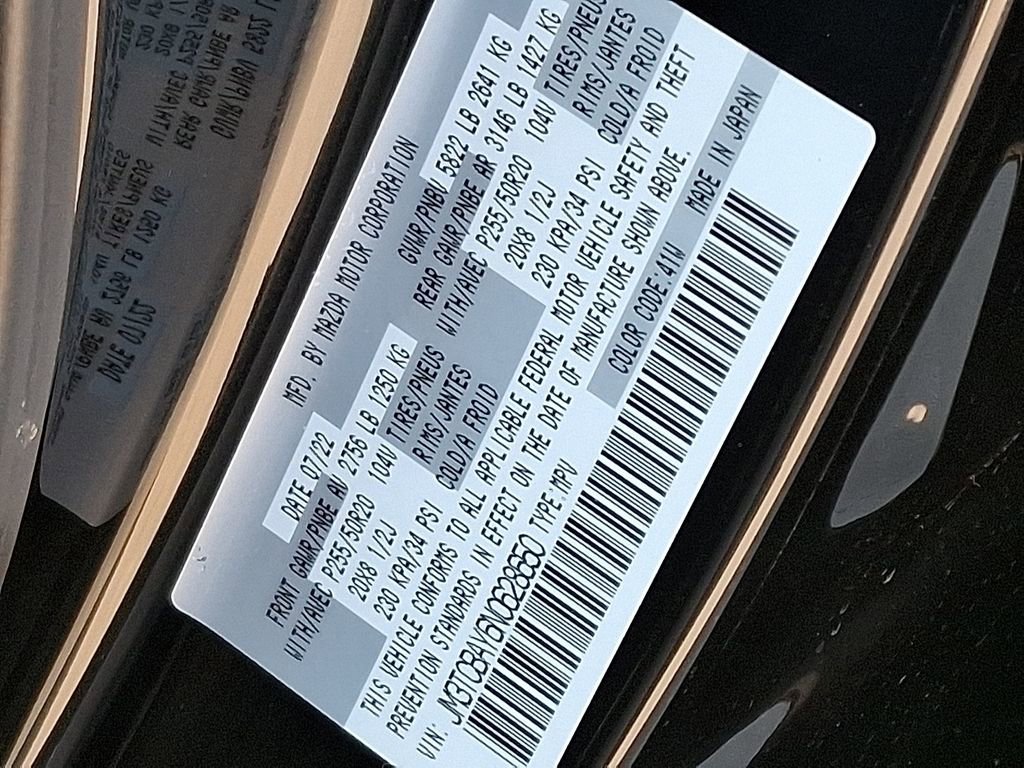 MFD. BY MAZDA MOTOR CORPORATION
DATE 07/22 GVWR/PNBV 5822 LB 2641 KG
FRONT GAWR/PNBE AV 2756 LB 1250 KG REAR GAWR/PNBE AR 3146 LB 1427 KG
WITH/AVEC P255/50R20 104V TIRES/PNEUS WITH/AVEC P255/50R20 104V TIRES/PNEUS
20X8 1/2J RIMS/JANTES 20X8 1/2J RIMS/JANTES
230 KPA/34 PSI COLD/A FROID 230 KPA/34 PSI COLD/A FROID
THIS VEHICLE CONFORMS TO ALL APPLICABLE FEDERAL MOTOR VEHICLE SAFETY AND THEFT
PREVENTION STANDARDS IN EFFECT ON THE DATE OF MANUFACTURE SHOWN ABOVE.
VIN: JM3TCBAY6N0628550 TYPE:MPV COLOR CODE:41W MADE IN JAPAN